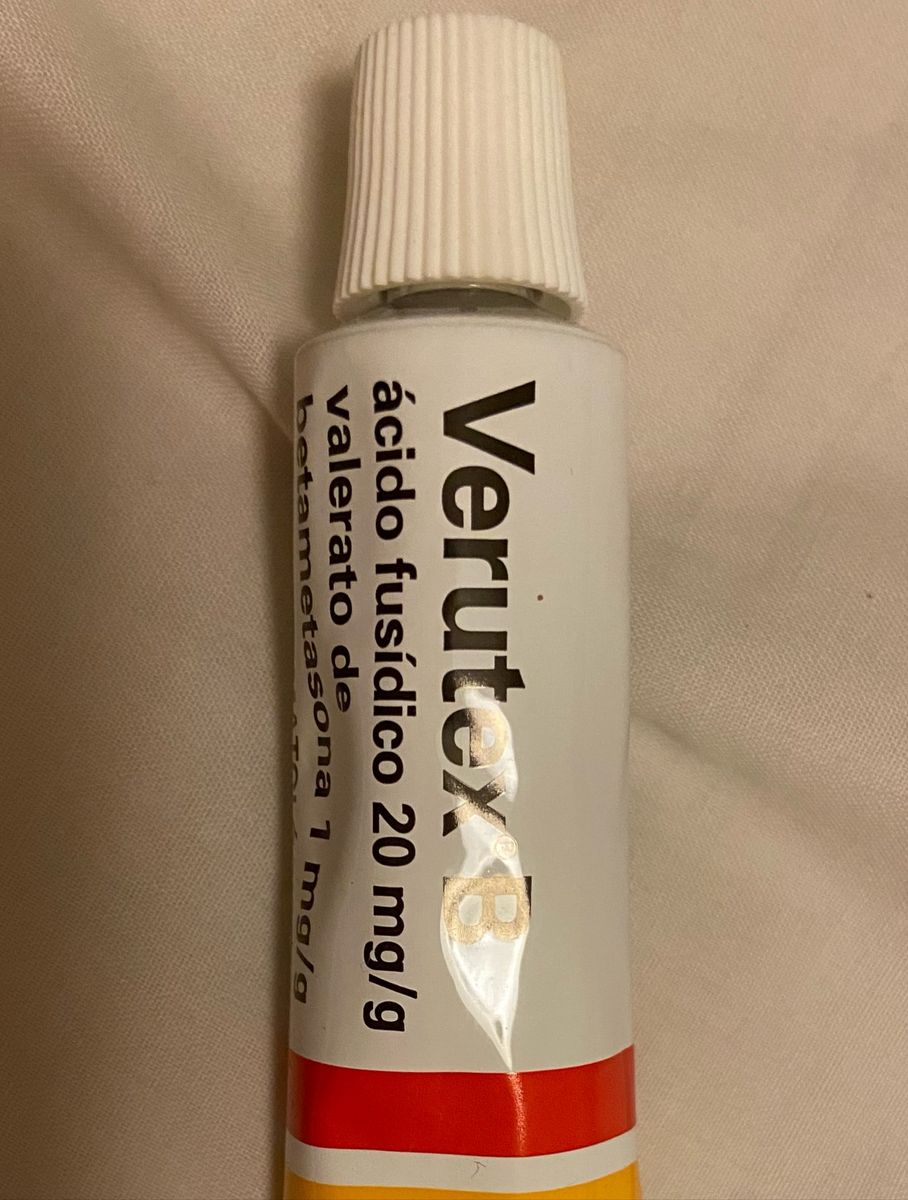 Verutex® B
ácido fusídico 20 mg/g
valerato de
betametasona 1 mg/g